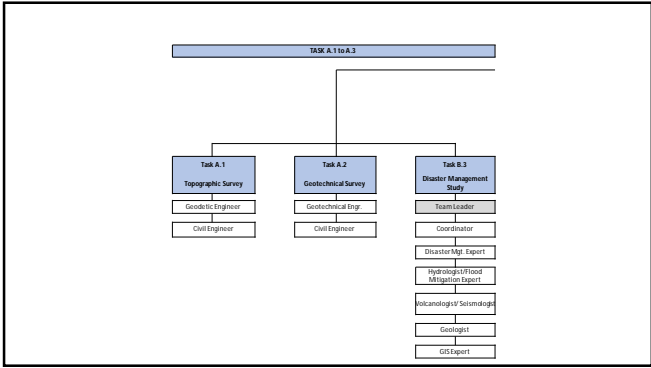 TASK A.1 to A.3
Task A.1
Topographic Survey
Geodetic Engineer
Civil Engineer
Task A.2
Geotechnical Survey
Geotechnical Engr.
Civil Engineer
Task B.3
Disaster Management
Study
Team Leader
Coordinator
Disaster Mgt. Expert
Hydrologist/Flood
Mitigation Expert
Volcanologist/ Seismologist
Geologist
GIS Expert